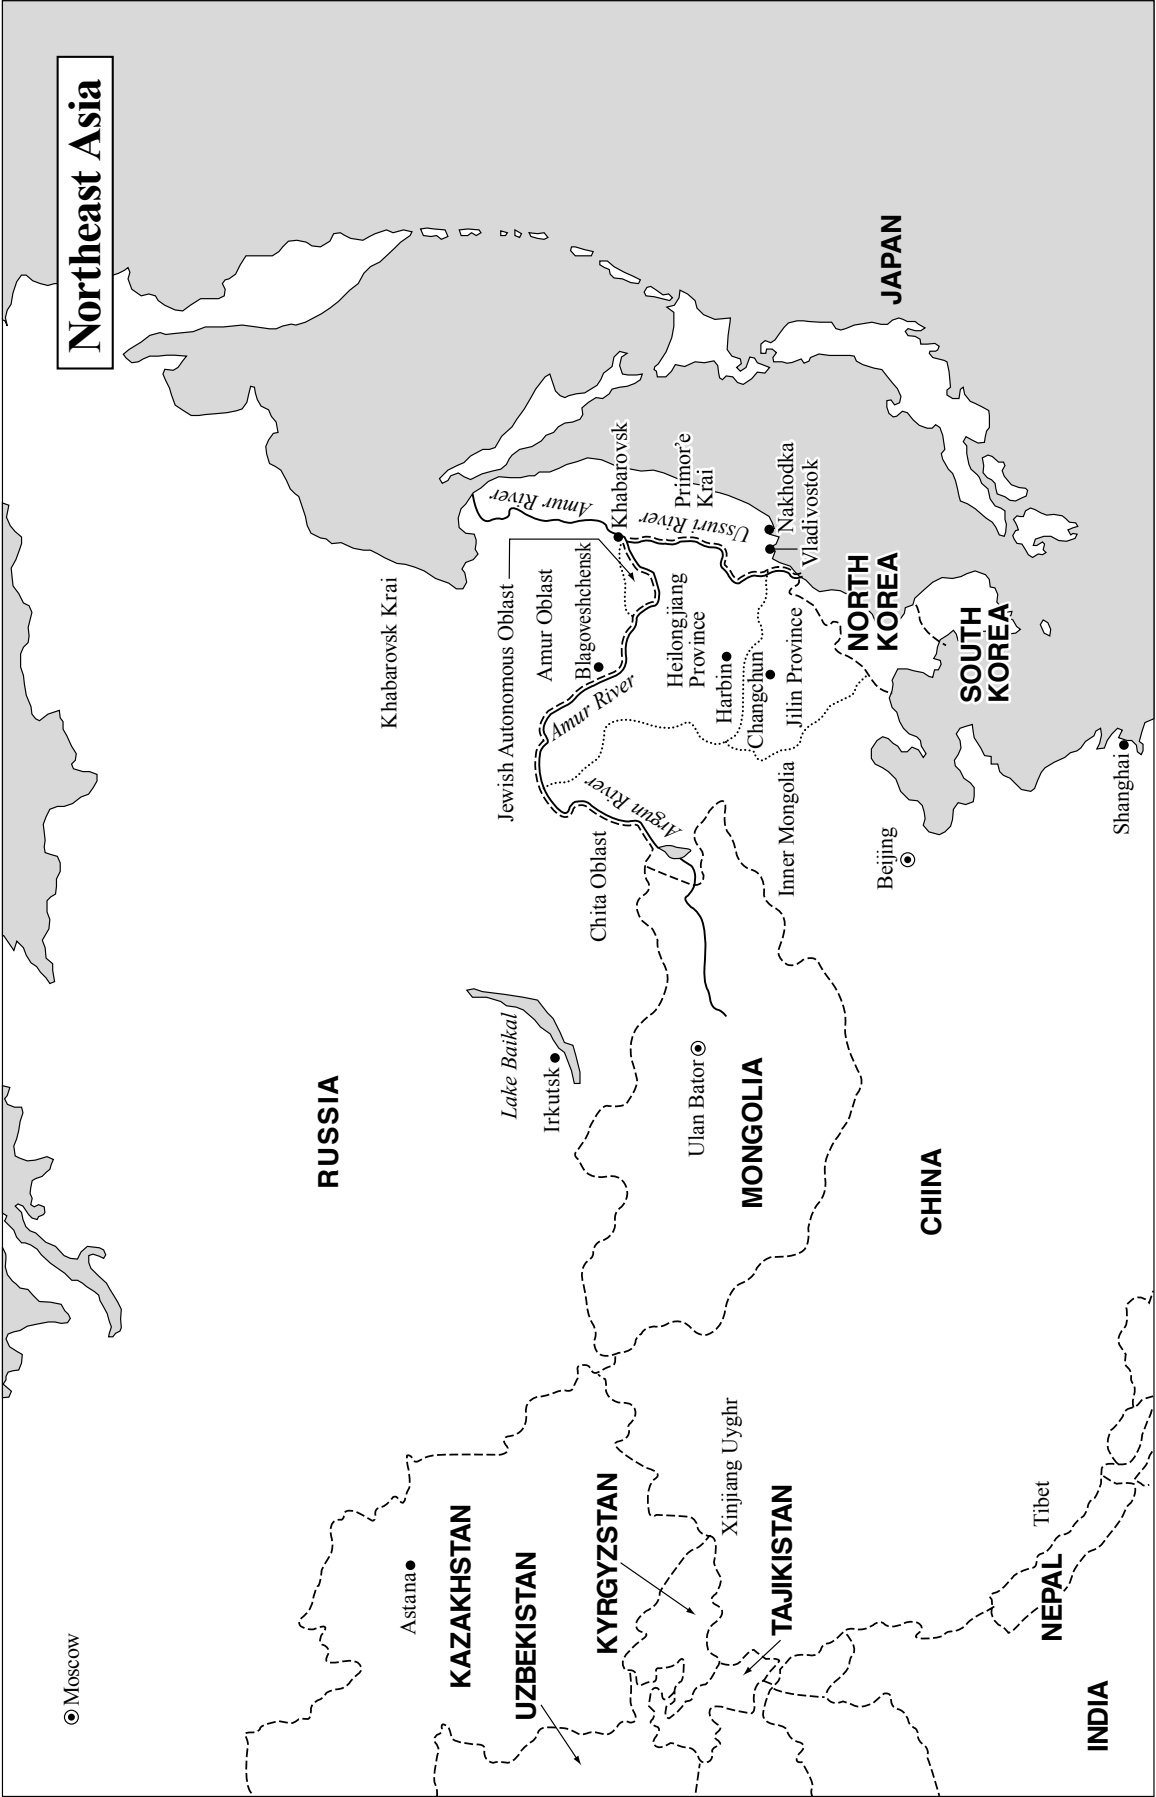 Northeast Asia
Moscow
RUSSIA
Khabarovsk Krai
Astana
KAZAKHSTAN
UZBEKISTAN
KYRGYZSTAN
TAJIKISTAN
Xinjiang Uyghr
Lake Baikal
Irkutsk
Chita Oblast
Jewish Autonomous Oblast
Amur Oblast
Blagoveshchensk
Amur River
Amur River
Argun River
Khabarovsk
Ussuri River
Primor'e
Krai
Nakhodka
Vladivostok
Heilongjiang
Province
Harbin
Changchun
Jilin Province
Inner Mongolia
Ulan Bator
MONGOLIA
CHINA
Beijing
NORTH
KOREA
SOUTH
KOREA
JAPAN
Shanghai
Tibet
NEPAL
INDIA